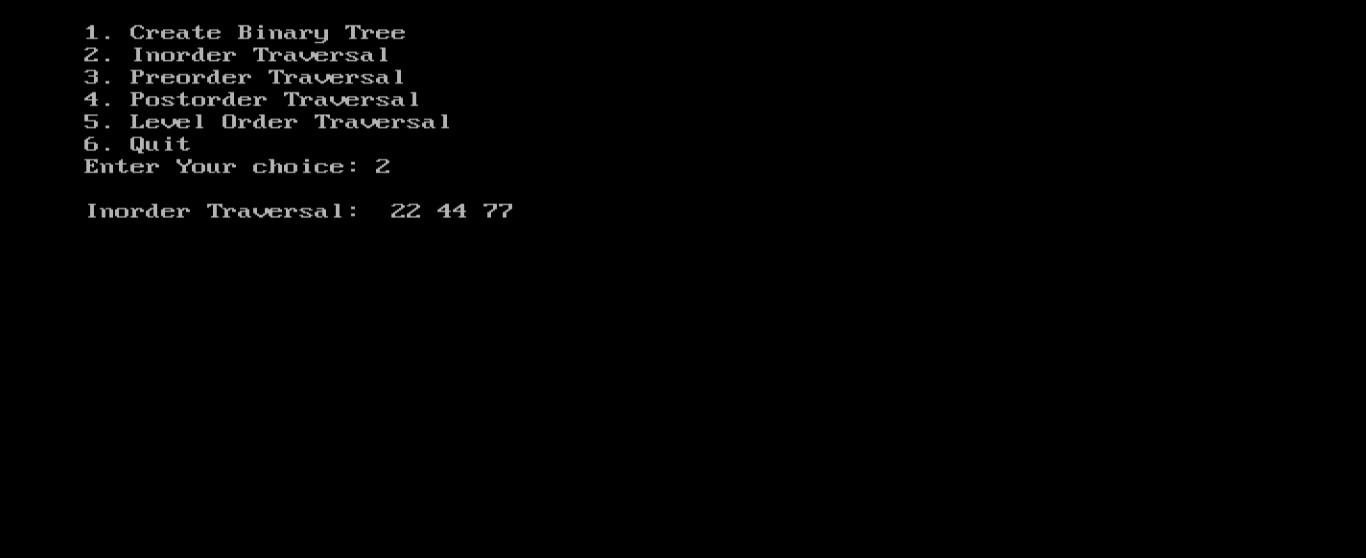 1. Create Binary Tree
2. Inorder Traversal
3. Preorder Traversal
4. Postorder Traversal
5. Level Order Traversal
6. Quit
Enter Your choice: 2
Inorder Traversal:  22 44 77